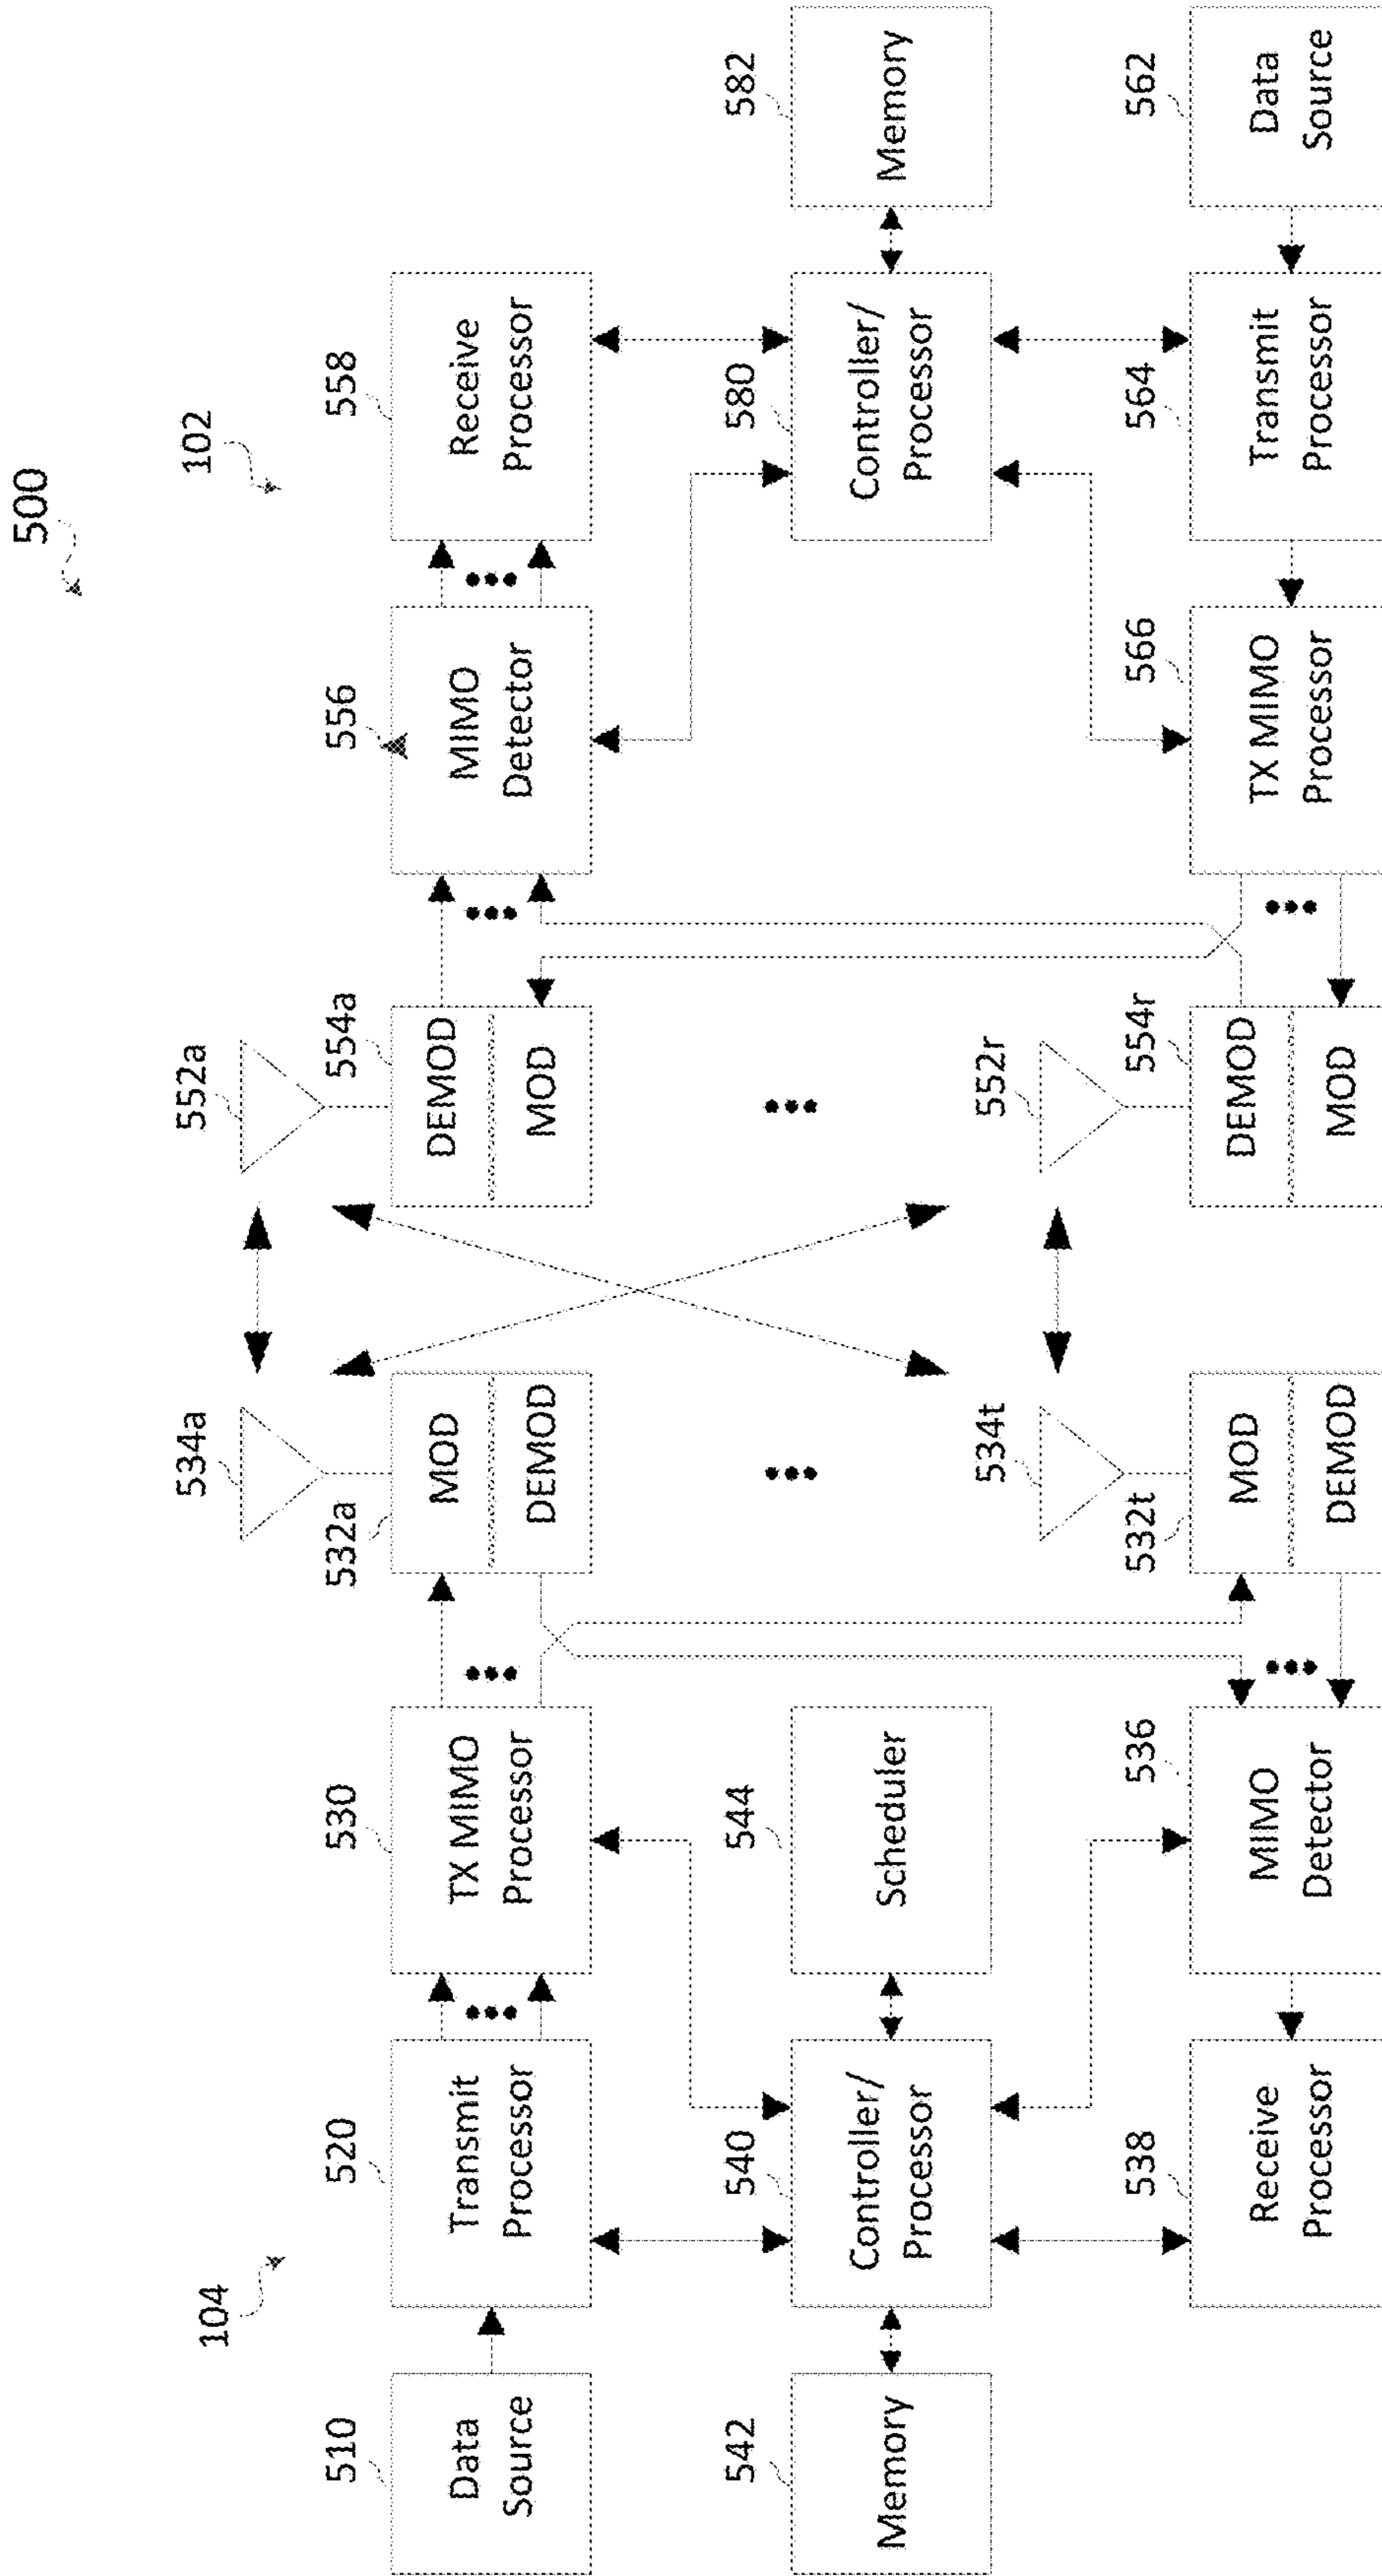 500
104
102
534a
552a
510
520
530
532a
554a
556
558
Data
Source
Transmit
Processor
TX MIMO
Processor
MOD
DEMOD
DEMOD
MOD
MIMO
Detector
Receive
Processor
542
540
544
580
582
Memory
Controller/
Processor
Scheduler
Controller/
Processor
Memory
534t
552r
538
536
532t
554r
566
564
562
Receive
Processor
MIMO
Detector
MOD
DEMOD
DEMOD
MOD
TX MIMO
Processor
Transmit
Processor
Data
Source